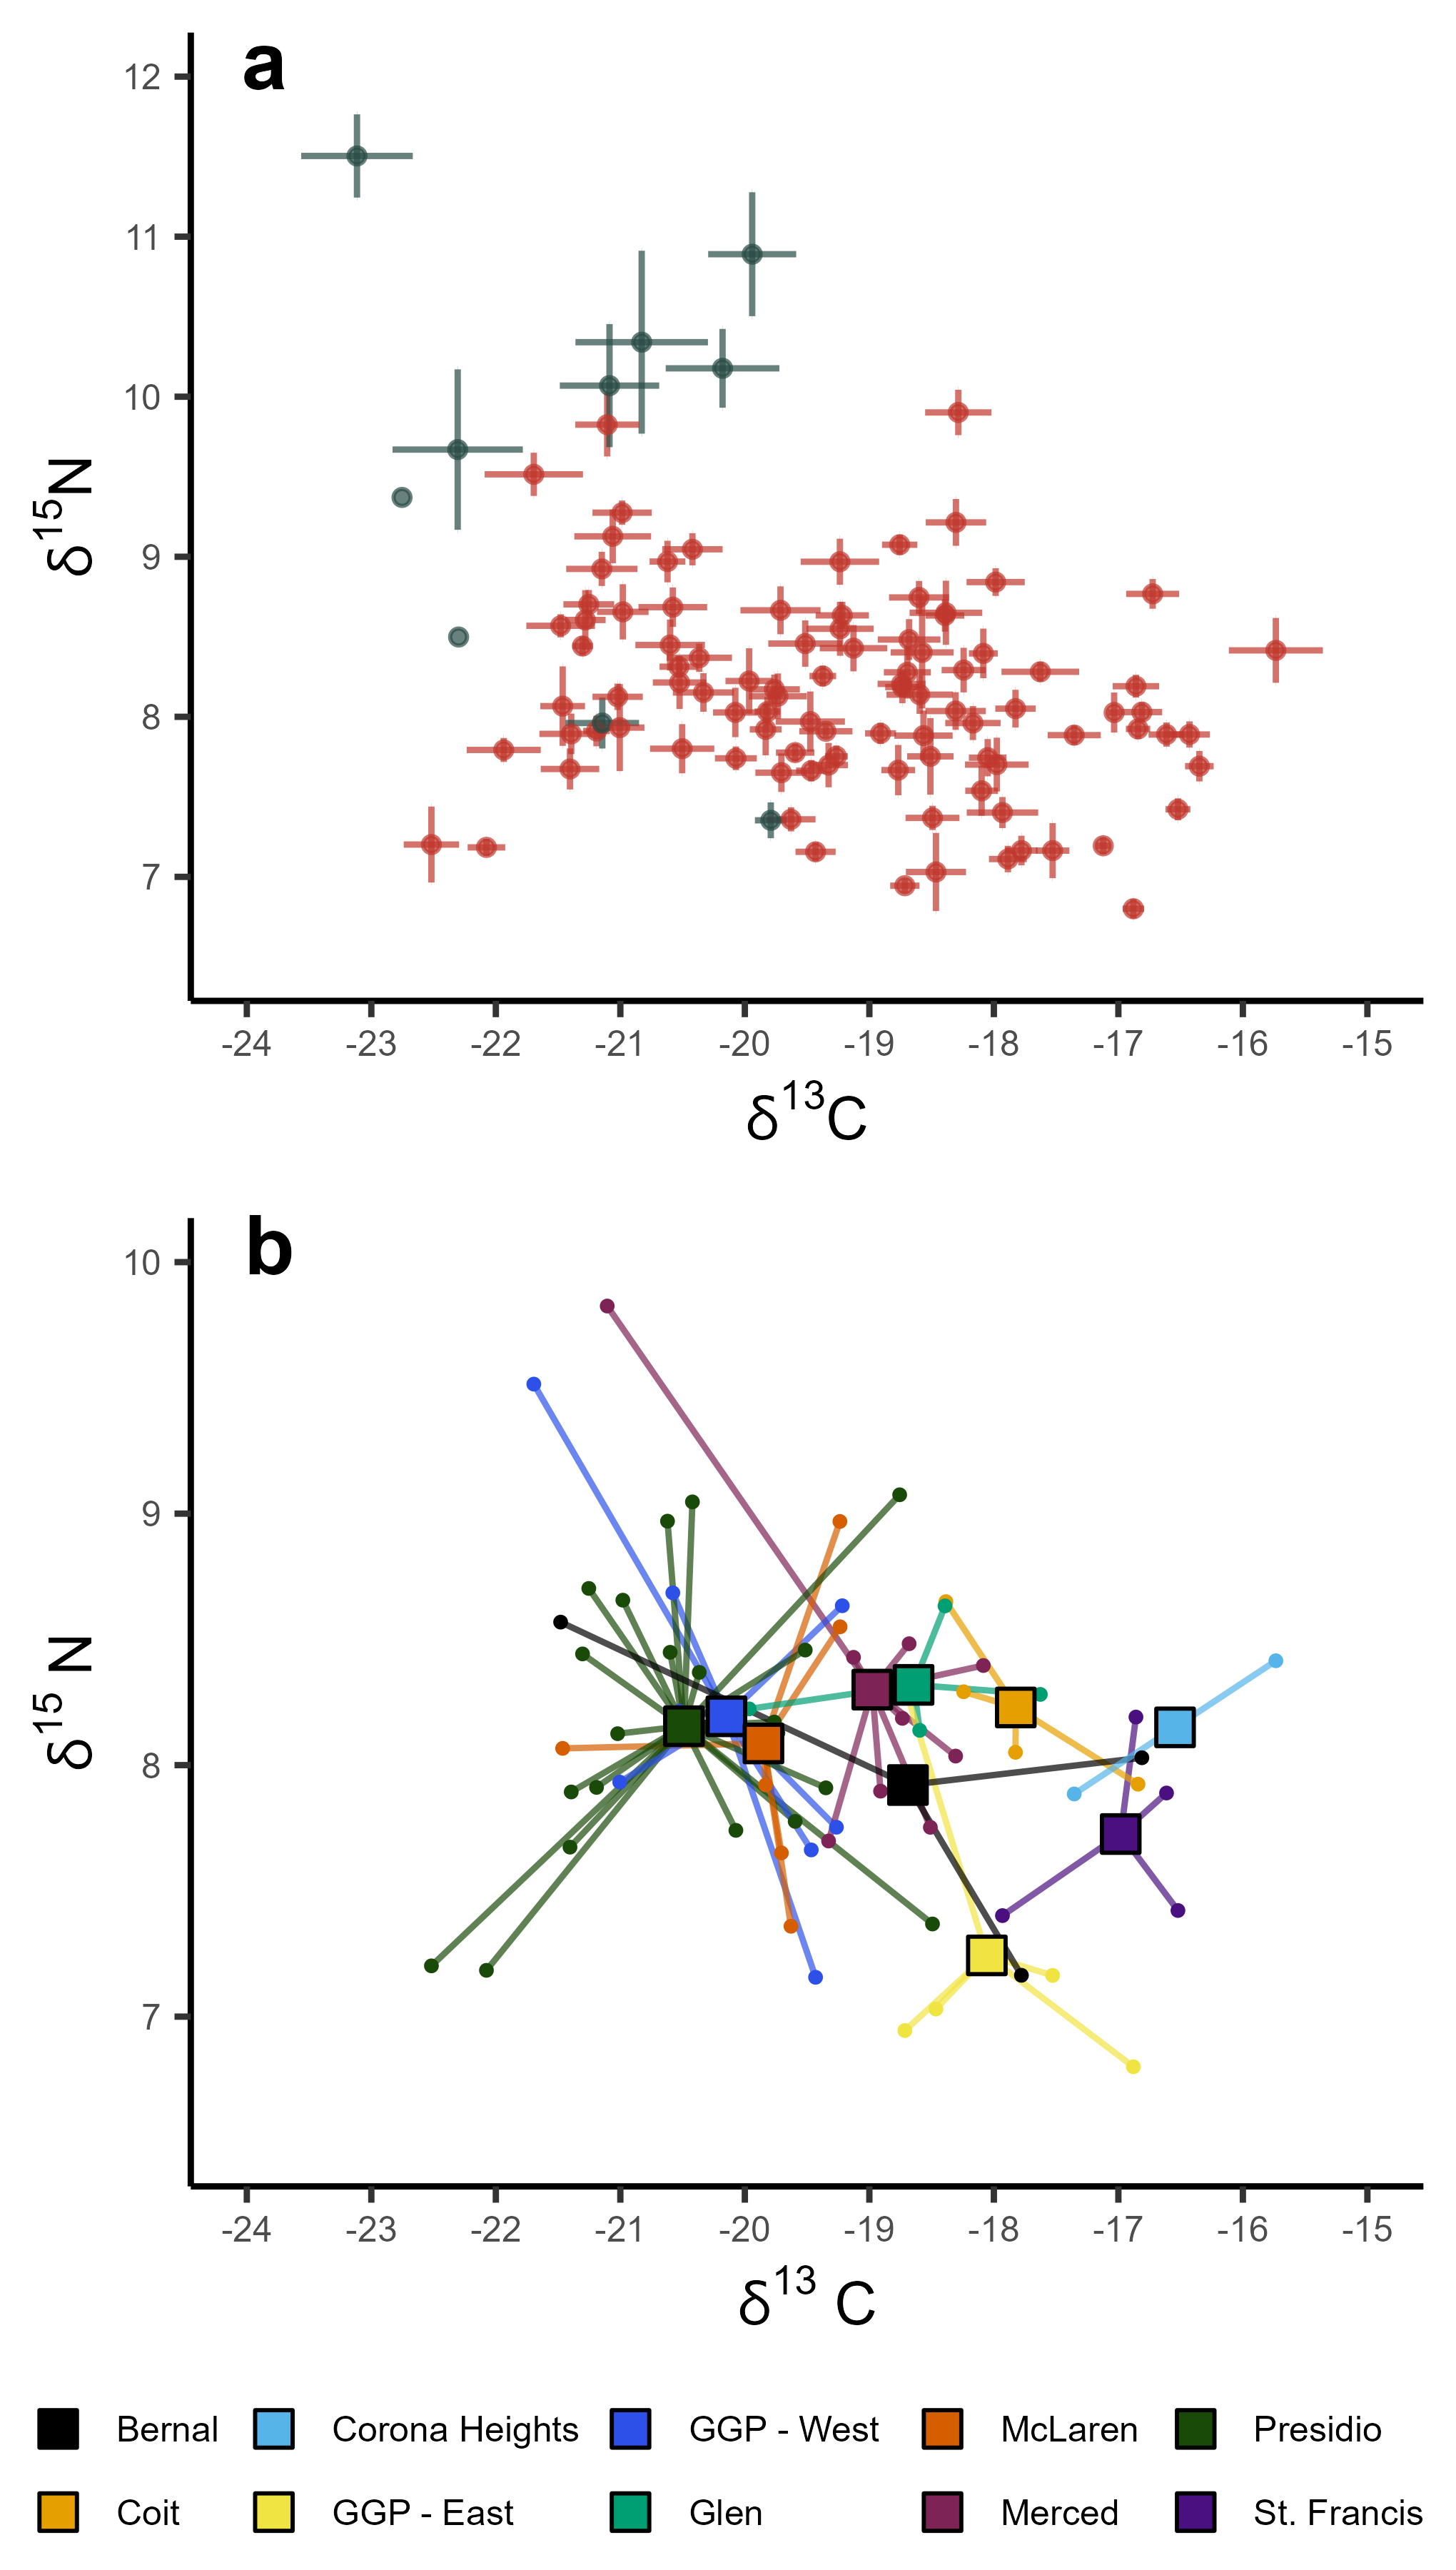 a
12
11
10
9
8
7
δ15N
-24 -23 -22 -21 -20 -19 -18 -17 -16 -15
δ13C
b
10
9
8
7
δ15 N
-24 -23 -22 -21 -20 -19 -18 -17 -16 -15
δ13 C
Bernal Corona Heights GGP - West McLaren Presidio
Coit GGP - East Glen Merced St. Francis